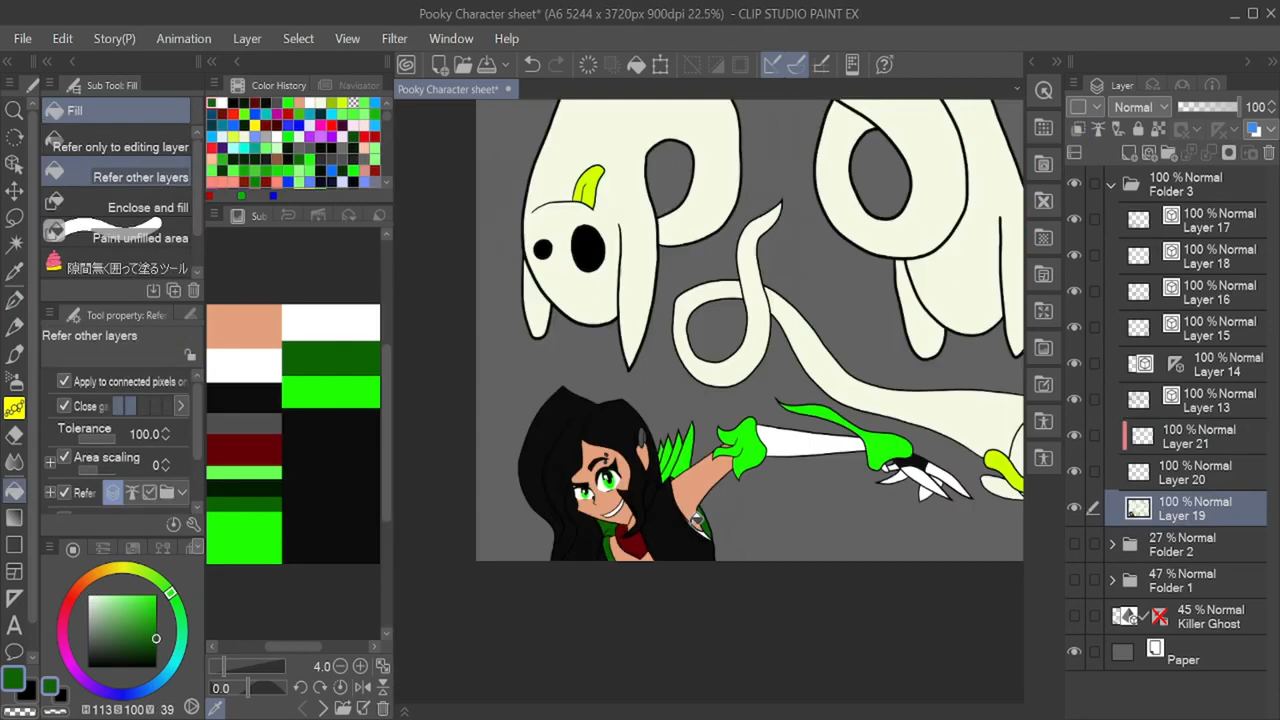 Pooky Character sheet* (A6 5244 x 3720px 900dpi 22.5%) - CLIP STUDIO PAINT EX
File Edit Story(P) Animation Layer Select View Filter Window Help
Sub Tool: Fill
Color History
Navigator
Pooky Character sheet*
Layer
Fill
Refer only to editing layer
Refer other layers
Enclose and fill
Paint unfilled area
隙間無く囲って塗るツール
Sub
Tool property: Refer
Refer other layers
Apply to connected pixels or
Close ga
Tolerance 100.0
Area scaling 0
Refer
H 113 S 100 V 39
4.0
0.0
Normal 100
100 % Normal
Folder 3
100 % Normal
Layer 17
100 % Normal
Layer 18
100 % Normal
Layer 16
100 % Normal
Layer 15
100 % Normal
Layer 14
100 % Normal
Layer 13
100 % Normal
Layer 21
100 % Normal
Layer 20
100 % Normal
Layer 19
27 % Normal
Folder 2
47 % Normal
Folder 1
45 % Normal
Killer Ghost
Paper